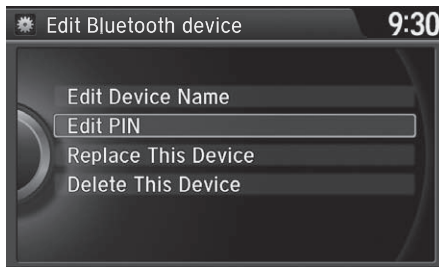 Edit Bluetooth device
9:30
Edit Device Name
Edit PIN
Replace This Device
Delete This Device